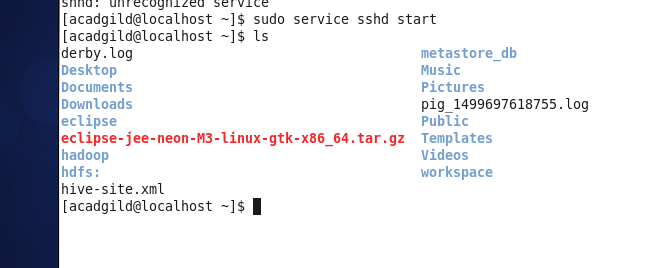 shhd: unrecognized service
[acadgild@localhost ~]$ sudo service sshd start
[acadgild@localhost ~]$ ls
derby.log metastore_db
Desktop Music
Documents Pictures
Downloads pig_1499697618755.log
eclipse Public
eclipse-jee-neon-M3-linux-gtk-x86_64.tar.gz Templates
hadoop Videos
hdfs: workspace
hive-site.xml
[acadgild@localhost ~]$